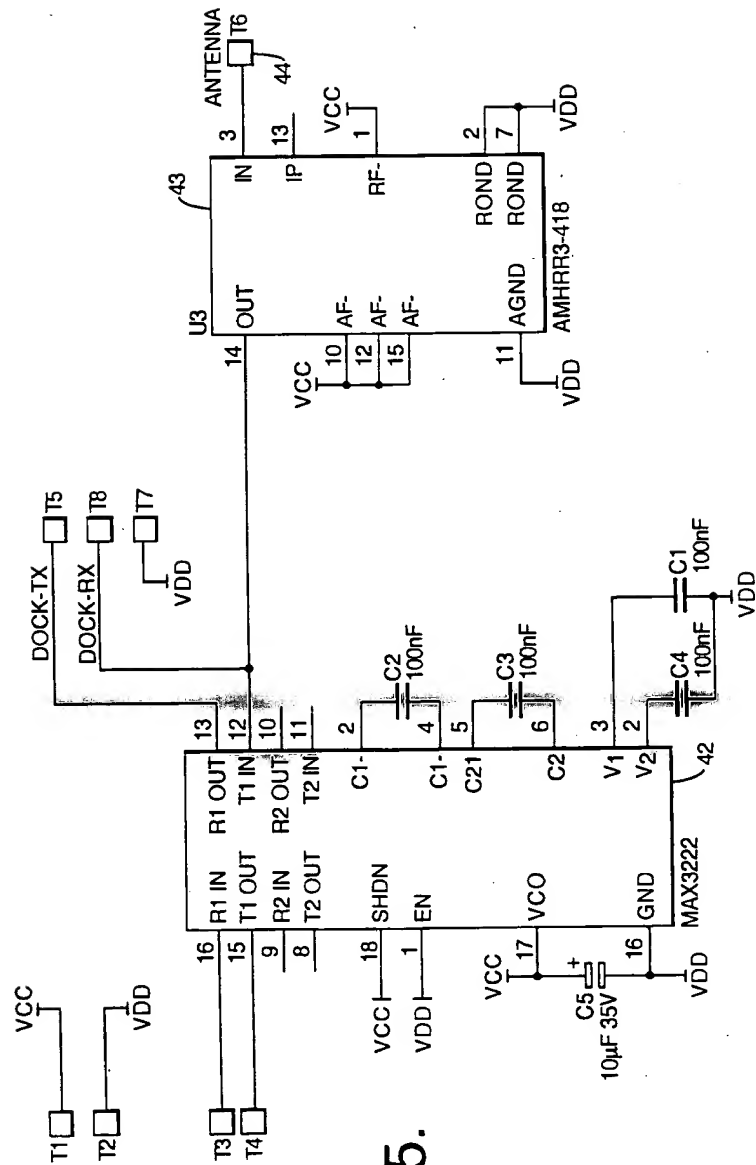 T1
VCC
T2
VDD
T3
T4
16
R1 IN
15
T1 OUT
9
R2 IN
8
T2 OUT
VCC
18
SHDN
VDD
1
EN
VCC
17
VCO
C5
+
10µF 35V
16
GND
VDD
MAX3222
42
R1 OUT
13
T1 IN
12
R2 OUT
10
T2 IN
11
C1-
2
C2
100nF
C1-
4
C21
5
C3
100nF
C2
6
V1
3
C1
100nF
V2
2
C4
100nF
VDD
DOCK-TX
T5
DOCK-RX
T8
T7
VDD
U3
43
14
OUT
VCC
10
AF-
12
AF-
15
AF-
11
AGND
VDD
AMHRR3-418
IN
3
ANTENNA
T6
44
IP
13
RF-
1
VCC
ROND
2
ROND
7
VDD
5.